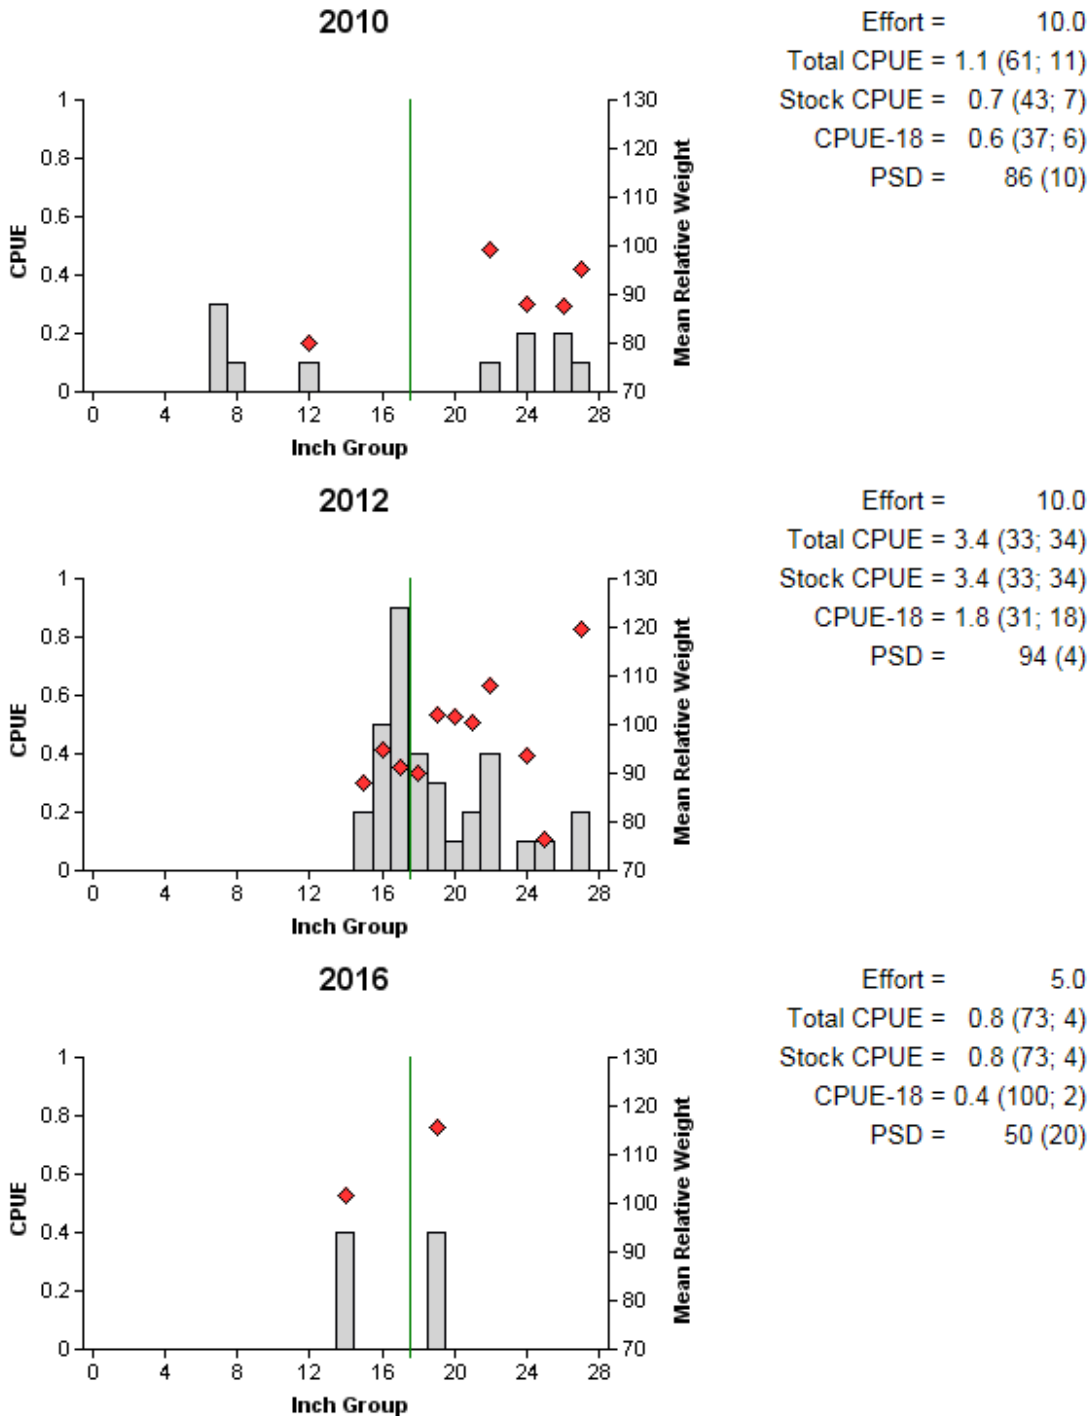 2010
Effort = 10.0
Total CPUE = 1.1 (61; 11)
Stock CPUE = 0.7 (43; 7)
CPUE-18 = 0.6 (37; 6)
PSD = 86 (10)
1
0.8
0.6
0.4
0.2
0
CPUE
130
120
110
100
90
80
70
Mean Relative Weight
0 4 8 12 16 20 24 28
Inch Group
2012
Effort = 10.0
Total CPUE = 3.4 (33; 34)
Stock CPUE = 3.4 (33; 34)
CPUE-18 = 1.8 (31; 18)
PSD = 94 (4)
1
0.8
0.6
0.4
0.2
0
CPUE
130
120
110
100
90
80
70
Mean Relative Weight
0 4 8 12 16 20 24 28
Inch Group
2016
Effort = 5.0
Total CPUE = 0.8 (73; 4)
Stock CPUE = 0.8 (73; 4)
CPUE-18 = 0.4 (100; 2)
PSD = 50 (20)
1
0.8
0.6
0.4
0.2
0
CPUE
130
120
110
100
90
80
70
Mean Relative Weight
0 4 8 12 16 20 24 28
Inch Group